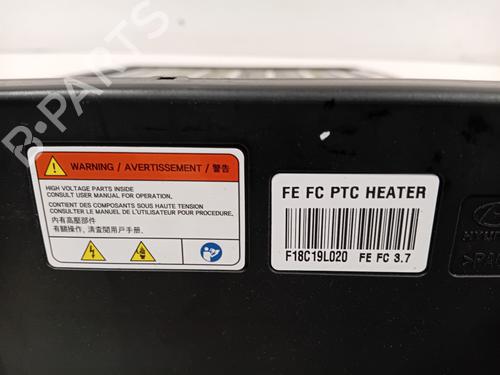 B-PARTS
WARNING / AVERTISSEMENT / 警告
HIGH VOLTAGE PARTS INSIDE
CONSULT USER MANUAL FOR OPERATION.
CONTIENT DES COMPOSANTS SOUS HAUTE TENSION
CONSULTER LE MANUEL DE L'UTILISATEUR POUR PROCEDURE.
內有高壓部件
有關操作，清查閱用戶手册.
FE FC PTC HEATER
F18C19L020 FE FC 3.7